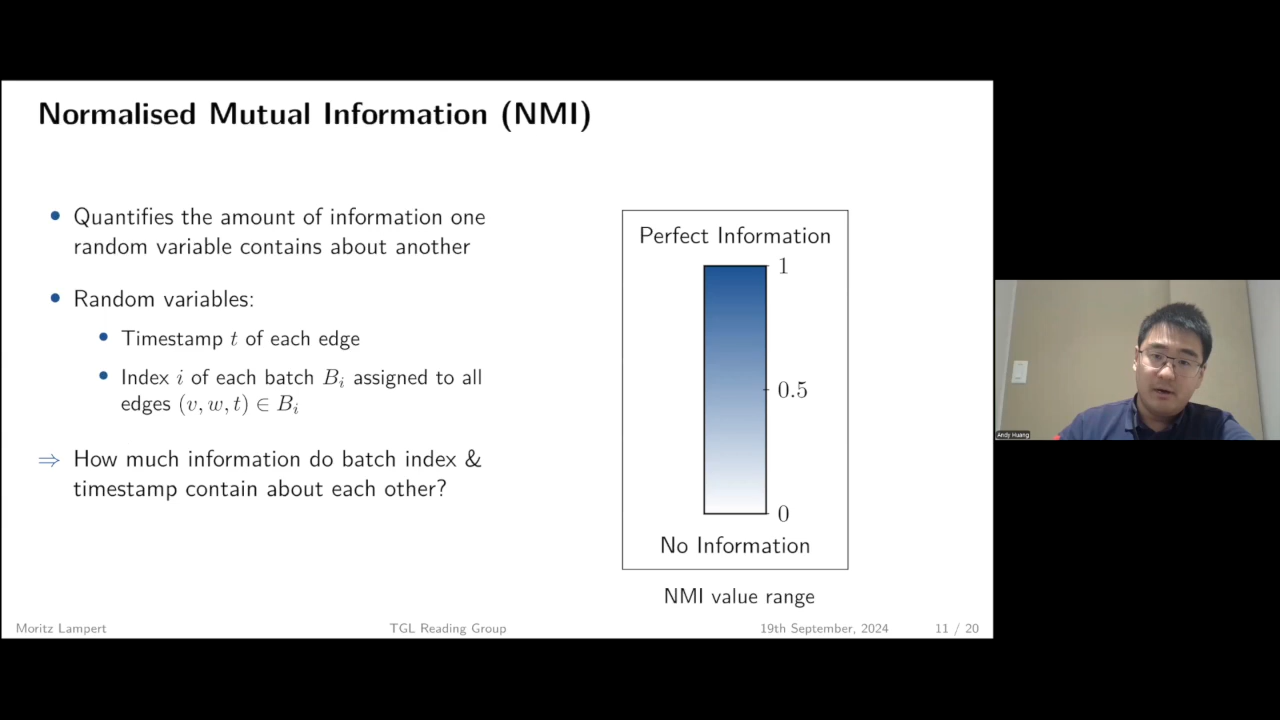 Normalised Mutual Information (NMI)
• Quantifies the amount of information one
random variable contains about another
• Random variables:
• Timestamp t of each edge
• Index i of each batch B_i assigned to all
edges (v, w, t) ∈ B_i
⇒ How much information do batch index &
timestamp contain about each other?
Perfect Information
1
0.5
0
No Information
NMI value range
Moritz Lampert
TGL Reading Group
19th September, 2024
11 / 20
Andy Huang